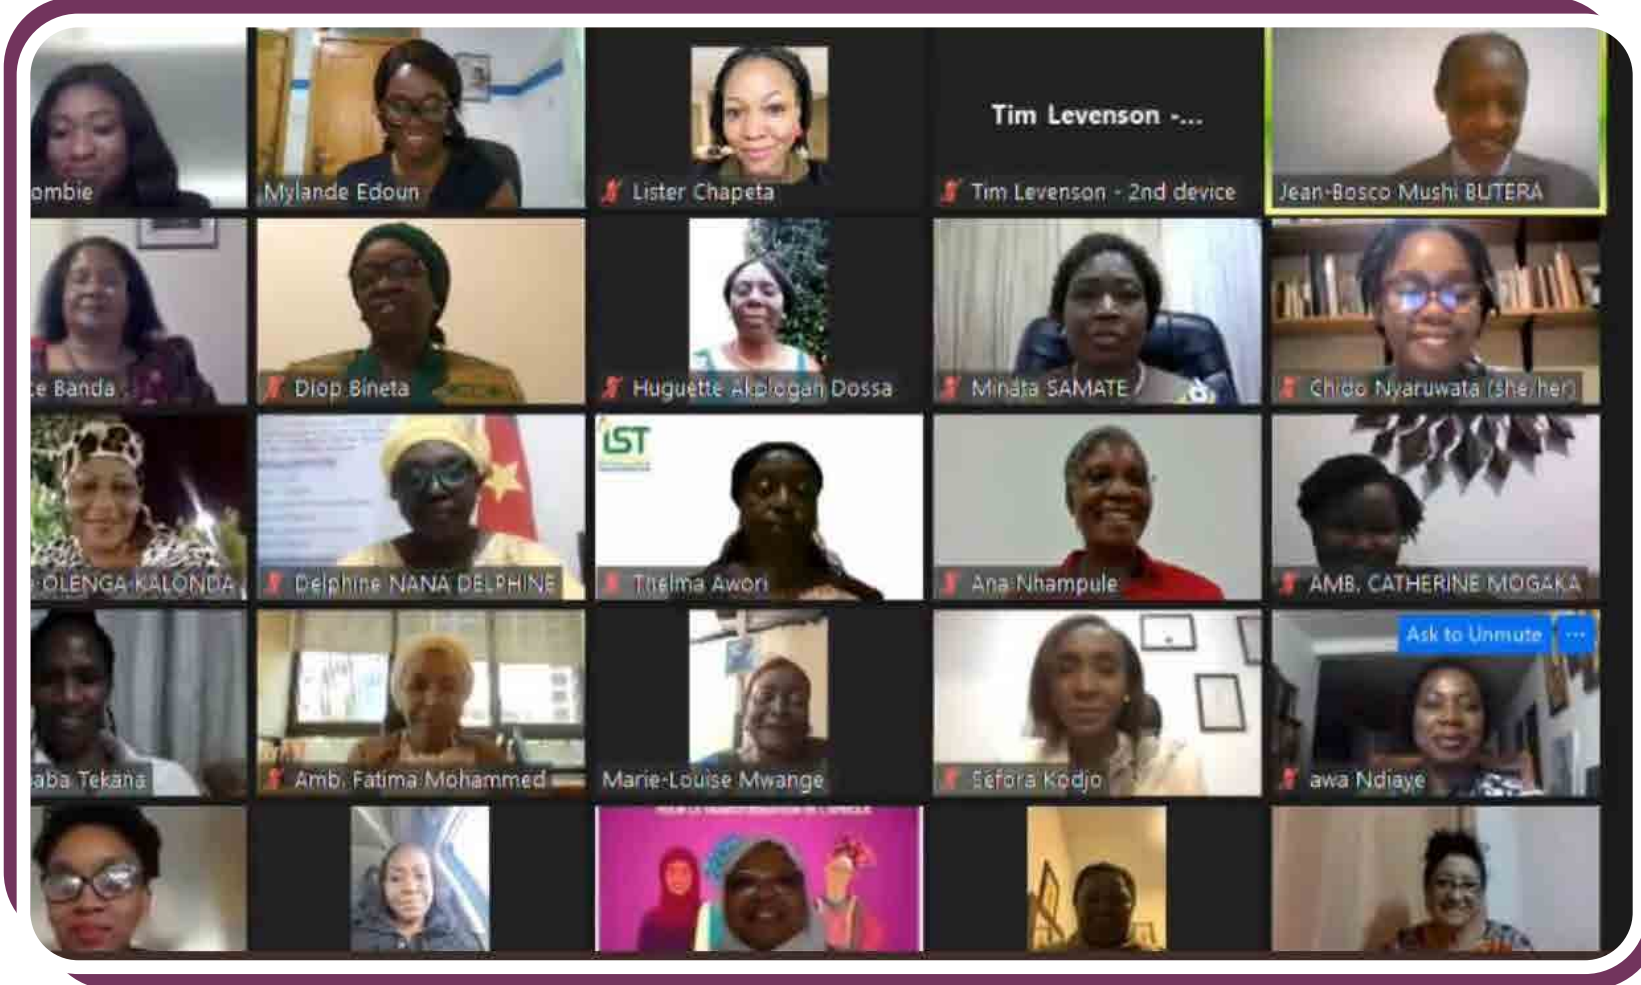 Tim Levenson -...
ombie
Mylande Edoun
Lister Chapeta
Tim Levenson - 2nd device
Jean-Bosco Mushi BUTERA
ce Banda
Diop Bineta
Huguette Akplogan Dossa
Minata SAMATE
Chido Nyaruwata (she/her)
iST
OLENGA KALONDA
Delphine NANA DELPHINE
Thelma Awori
Ana Nhampule
AMB. CATHERINE MOGAKA
Ask to Unmute ...
aba Tekana
Amb. Fatima Mohammed
Marie-Louise Mwange
Sefora Kodjo
awa Ndiaye